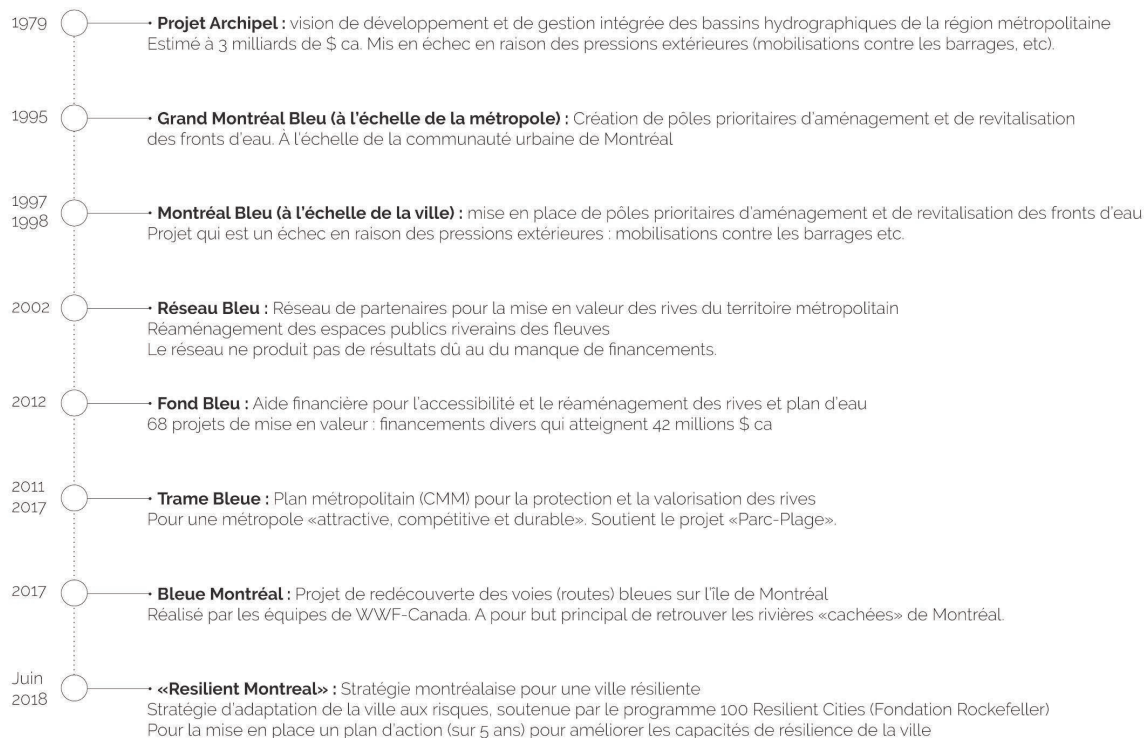 1979
• Projet Archipel : vision de développement et de gestion intégrée des bassins hydrographiques de la région métropolitaine
Estimé à 3 milliards de $ ca. Mis en échec en raison des pressions extérieures (mobilisations contre les barrages, etc).
1995
• Grand Montréal Bleu (à l'échelle de la métropole) : Création de pôles prioritaires d'aménagement et de revitalisation
des fronts d'eau. À l'échelle de la communauté urbaine de Montréal
1997
1998
• Montréal Bleu (à l'échelle de la ville) : mise en place de pôles prioritaires d'aménagement et de revitalisation des fronts d'eau
Projet qui est un échec en raison des pressions extérieures : mobilisations contre les barrages etc.
2002
• Réseau Bleu : Réseau de partenaires pour la mise en valeur des rives du territoire métropolitain
Réaménagement des espaces publics riverains des fleuves
Le réseau ne produit pas de résultats dû au du manque de financements.
2012
• Fond Bleu : Aide financière pour l'accessibilité et le réaménagement des rives et plan d'eau
68 projets de mise en valeur : financements divers qui atteignent 42 millions $ ca
2011
2017
• Trame Bleue : Plan métropolitain (CMM) pour la protection et la valorisation des rives
Pour une métropole «attractive, compétitive et durable». Soutient le projet «Parc-Plage».
2017
• Bleue Montréal : Projet de redécouverte des voies (routes) bleues sur l'île de Montréal
Réalisé par les équipes de WWF-Canada. A pour but principal de retrouver les rivières «cachées» de Montréal.
Juin
2018
• «Resilient Montreal» : Stratégie montréalaise pour une ville résiliente
Stratégie d'adaptation de la ville aux risques, soutenue par le programme 100 Resilient Cities (Fondation Rockefeller)
Pour la mise en place un plan d'action (sur 5 ans) pour améliorer les capacités de résilience de la ville